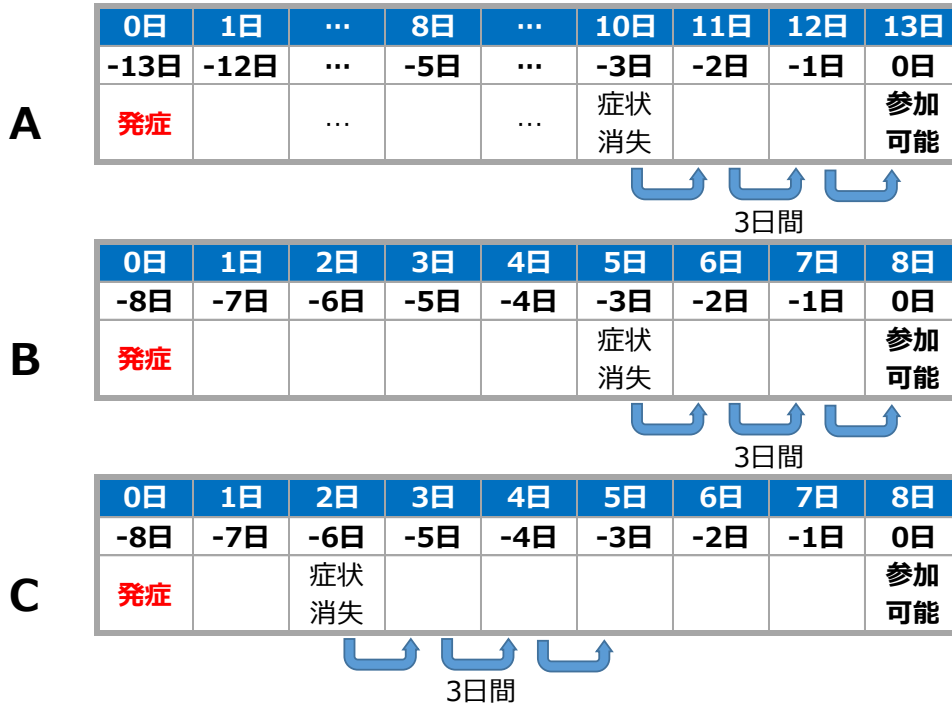 0日 1日 … 8日 … 10日 11日 12日 13日
-13日 -12日 … -5日 … -3日 -2日 -1日 0日
A
発症 … … 症状 参加
消失 可能
3日間
0日 1日 2日 3日 4日 5日 6日 7日 8日
-8日 -7日 -6日 -5日 -4日 -3日 -2日 -1日 0日
B
発症 症状 参加
消失 可能
3日間
0日 1日 2日 3日 4日 5日 6日 7日 8日
-8日 -7日 -6日 -5日 -4日 -3日 -2日 -1日 0日
C
発症 症状 参加
消失 可能
3日間